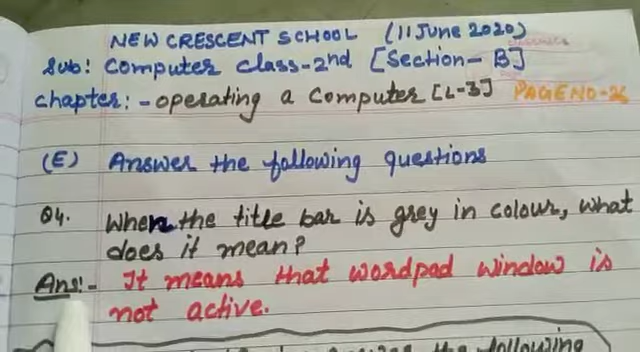 NEW CRESCENT SCHOOL (11 June 2020)
Sub: Computer class-2nd [Section-B]
chapter:- operating a Computer [L-3] PAGE NO-26
(E) Answer the following questions
Q4. When the title bar is grey in colour, what
does it mean?
Ans:- It means that wordpad window is
not active.
the following